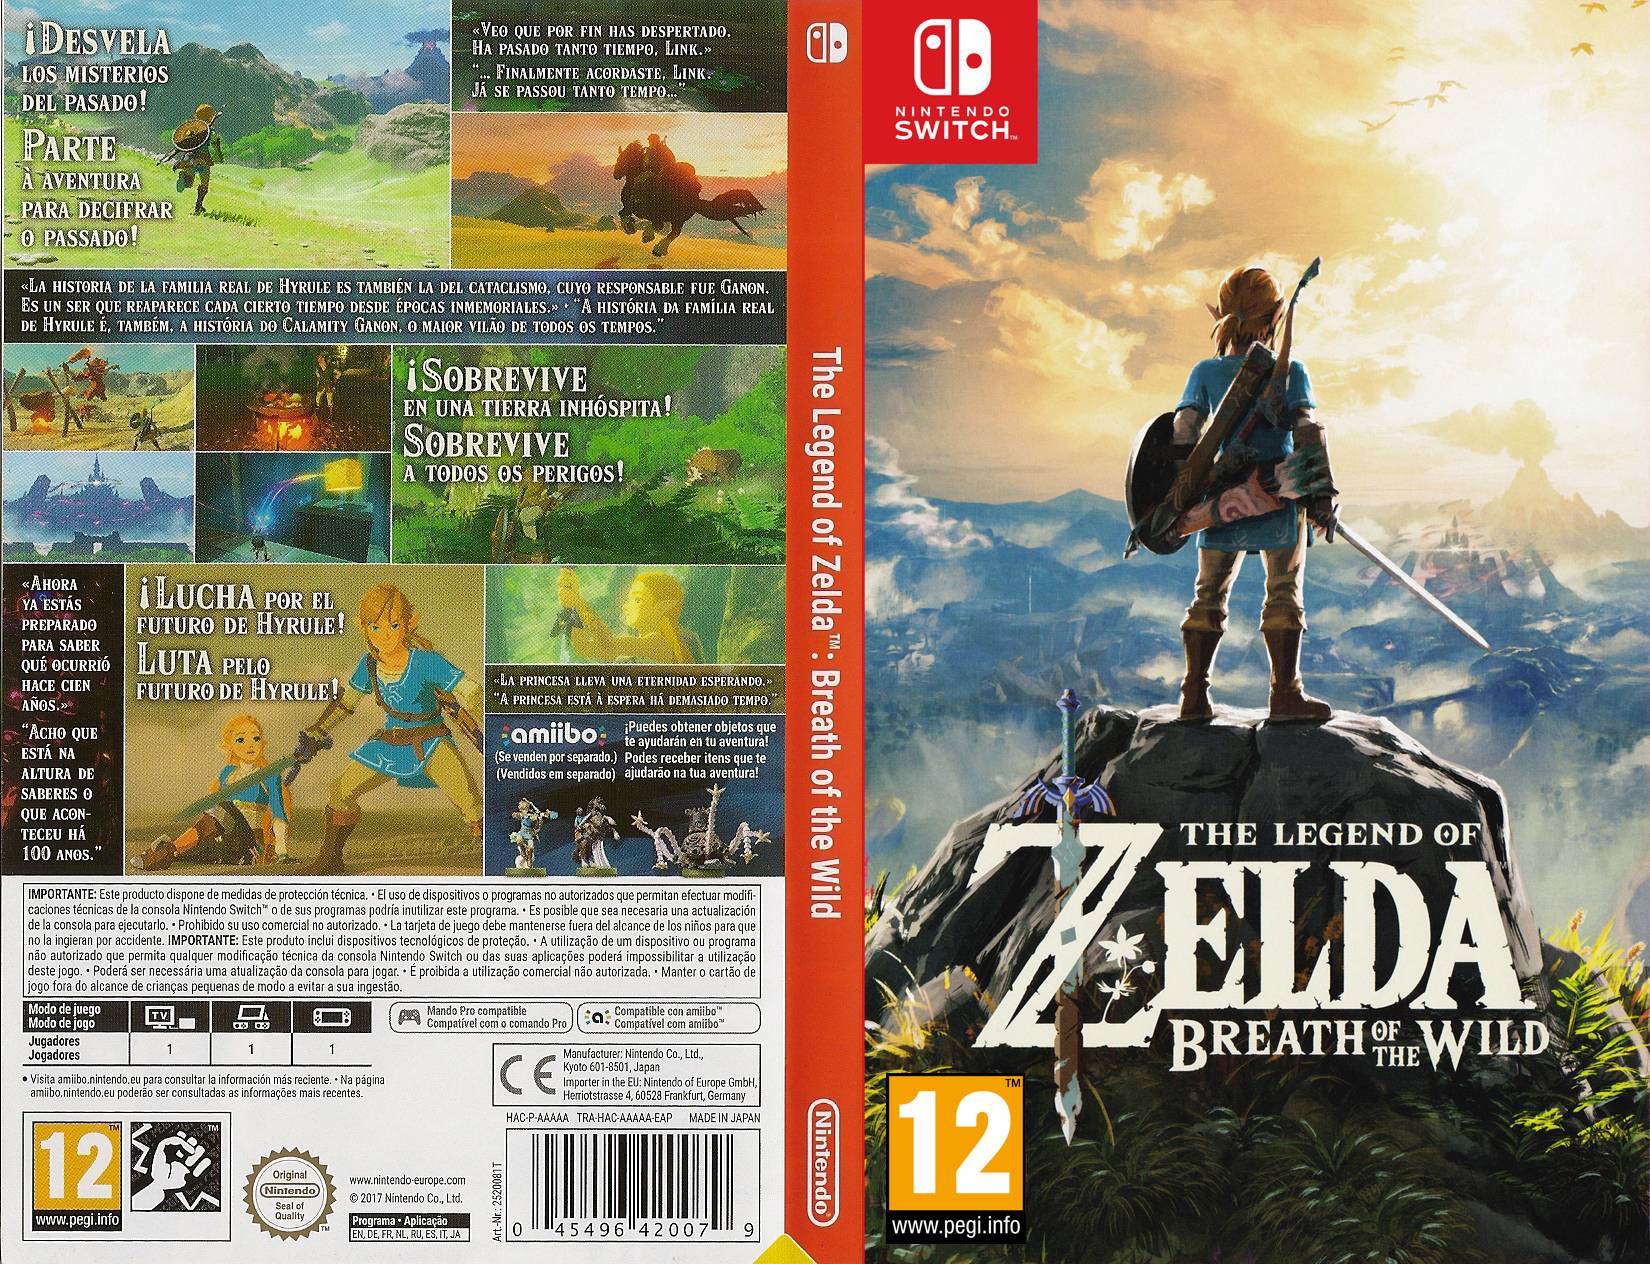 ¡DESVELA
LOS MISTERIOS
DEL PASADO!
PARTE
À AVENTURA
PARA DECIFRAR
O PASSADO!
«VEO QUE POR FIN HAS DESPERTADO.
HA PASADO TANTO TIEMPO, LINK.»
“... FINALMENTE ACORDASTE, LINK.
JÁ SE PASSOU TANTO TEMPO...”
«LA HISTORIA DE LA FAMILIA REAL DE HYRULE ES TAMBIÉN LA DEL CATACLISMO, CUYO RESPONSABLE FUE GANON.
ES UN SER QUE REAPARECE CADA CIERTO TIEMPO DESDE ÉPOCAS INMEMORIALES.» • “A HISTÓRIA DA FAMÍLIA REAL
DE HYRULE É, TAMBÉM, A HISTÓRIA DO CALAMITY GANON, O MAIOR VILÃO DE TODOS OS TEMPOS.”
¡SOBREVIVE
EN UNA TIERRA INHÓSPITA!
SOBREVIVE
A TODOS OS PERIGOS!
«AHORA
YA ESTÁS
PREPARADO
PARA SABER
QUÉ OCURRIÓ
HACE CIEN
AÑOS.»
“ACHO QUE
ESTÁ NA
ALTURA DE
SABERES O
QUE ACON-
TECEU HÁ
100 ANOS.”
¡LUCHA POR EL
FUTURO DE HYRULE!
LUTA PELO
FUTURO DE HYRULE!
«LA PRINCESA LLEVA UNA ETERNIDAD ESPERANDO.»
“A PRINCESA ESTÁ À ESPERA HÁ DEMASIADO TEMPO.”
amiibo
(Se venden por separado.)
(Vendidos em separado)
¡Puedes obtener objetos que
te ayudarán en tu aventura!
Podes receber itens que te
ajudarão na tua aventura!
IMPORTANTE: Este producto dispone de medidas de protección técnica. • El uso de dispositivos o programas no autorizados que permitan efectuar modifi-
caciones técnicas de la consola Nintendo Switch™ o de sus programas podría inutilizar este programa. • Es posible que sea necesaria una actualización
de la consola para ejecutarlo. • Prohibido su uso comercial no autorizado. • La tarjeta de juego debe mantenerse fuera del alcance de los niños para que
no la ingieran por accidente. IMPORTANTE: Este produto inclui dispositivos tecnológicos de proteção. • A utilização de um dispositivo ou programa
não autorizado que permita qualquer modificação técnica da consola Nintendo Switch ou das suas aplicações poderá impossibilitar a utilização
deste jogo. • Poderá ser necessária uma atualização da consola para jogar. • É proibida a utilização comercial não autorizada. • Manter o cartão de
jogo fora do alcance de crianças pequenas de modo a evitar a sua ingestão.
Modo de juego
Modo de jogo
TV
Jugadores
Jogadores
1
1
1
Mando Pro compatible
Compatível com o comando Pro
a
Compatible con amiibo™
Compatível com amiibo™
• Visita amiibo.nintendo.eu para consultar la información más reciente. • Na página
amiibo.nintendo.eu poderão ser consultadas as informações mais recentes.
CE
Manufacturer: Nintendo Co., Ltd.,
Kyoto 601-8501, Japan
Importer in the EU: Nintendo of Europe GmbH,
Herriotstrasse 4, 60528 Frankfurt, Germany
HAC-P-AAAAA TRA-HAC-AAAAA-EAP MADE IN JAPAN
12 ™
www.pegi.info
™
Original
Nintendo
Seal of
Quality
™
www.nintendo-europe.com
© 2017 Nintendo Co., Ltd.
Programa • Aplicação
EN, DE, FR, NL, RU, ES, IT, JA
Art.-Nr.: 2520081T
0 45496 42007 9
The Legend of Zelda™: Breath of the Wild
Nintendo
NINTENDO
SWITCH™
THE LEGEND OF
ZELDA
BREATH OF THE WILD
12 ™
www.pegi.info